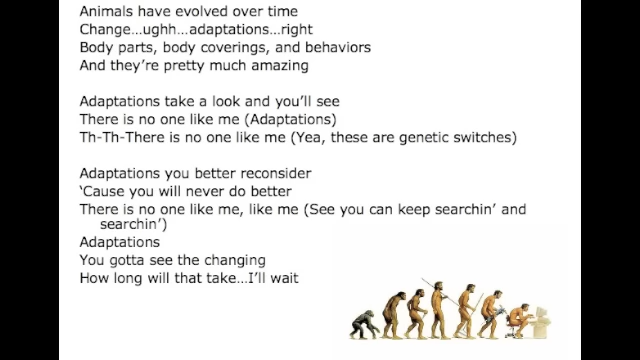 Animals have evolved over time
Change…ughh…adaptations…right
Body parts, body coverings, and behaviors
And they’re pretty much amazing
Adaptations take a look and you’ll see
There is no one like me (Adaptations)
Th-Th-There is no one like me (Yea, these are genetic switches)
Adaptations you better reconsider
‘Cause you will never do better
There is no one like me, like me (See you can keep searchin’ and
searchin’)
Adaptations
You gotta see the changing
How long will that take…I’ll wait